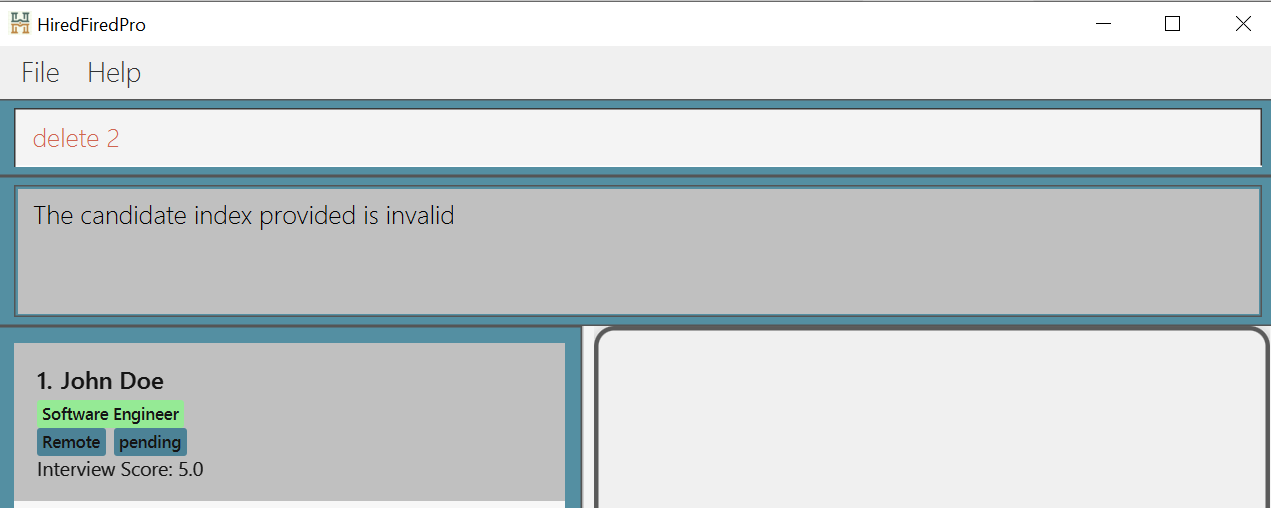 HiredFiredPro
File Help
delete 2
The candidate index provided is invalid
1. John Doe
Software Engineer
Remote pending
Interview Score: 5.0